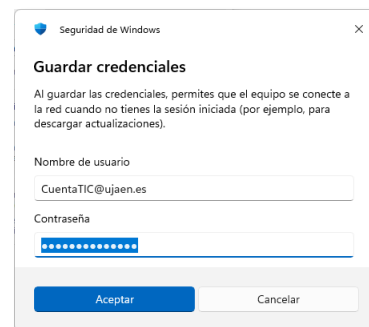 Seguridad de Windows
Guardar credenciales
Al guardar las credenciales, permites que el equipo se conecte a
la red cuando no tienes la sesión iniciada (por ejemplo, para
descargar actualizaciones).
Nombre de usuario
CuentaTIC@ujaen.es
Contraseña
●●●●●●●●●●●●●●
Aceptar
Cancelar